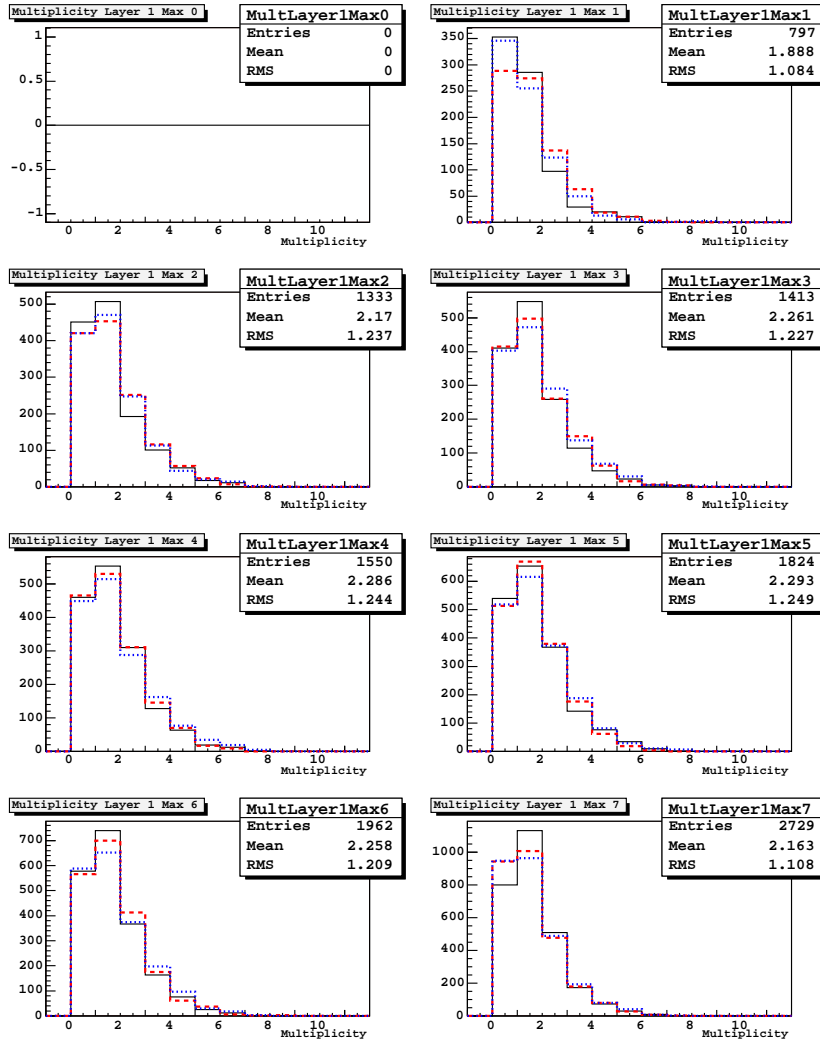 Multiplicity Layer 1 Max 0
MultLayer1Max0
Entries 0
Mean 0
RMS 0
1
0.5
0
-0.5
-1
0 2 4 6 8 10
Multiplicity
Multiplicity Layer 1 Max 1
MultLayer1Max1
Entries 797
Mean 1.888
RMS 1.084
350
300
250
200
150
100
50
0
0 2 4 6 8 10
Multiplicity
Multiplicity Layer 1 Max 2
MultLayer1Max2
Entries 1333
Mean 2.17
RMS 1.237
500
400
300
200
100
0
0 2 4 6 8 10
Multiplicity
Multiplicity Layer 1 Max 3
MultLayer1Max3
Entries 1413
Mean 2.261
RMS 1.227
500
400
300
200
100
0
0 2 4 6 8 10
Multiplicity
Multiplicity Layer 1 Max 4
MultLayer1Max4
Entries 1550
Mean 2.286
RMS 1.244
500
400
300
200
100
0
0 2 4 6 8 10
Multiplicity
Multiplicity Layer 1 Max 5
MultLayer1Max5
Entries 1824
Mean 2.293
RMS 1.249
600
500
400
300
200
100
0
0 2 4 6 8 10
Multiplicity
Multiplicity Layer 1 Max 6
MultLayer1Max6
Entries 1962
Mean 2.258
RMS 1.209
700
600
500
400
300
200
100
0
0 2 4 6 8 10
Multiplicity
Multiplicity Layer 1 Max 7
MultLayer1Max7
Entries 2729
Mean 2.163
RMS 1.108
1000
800
600
400
200
0
0 2 4 6 8 10
Multiplicity